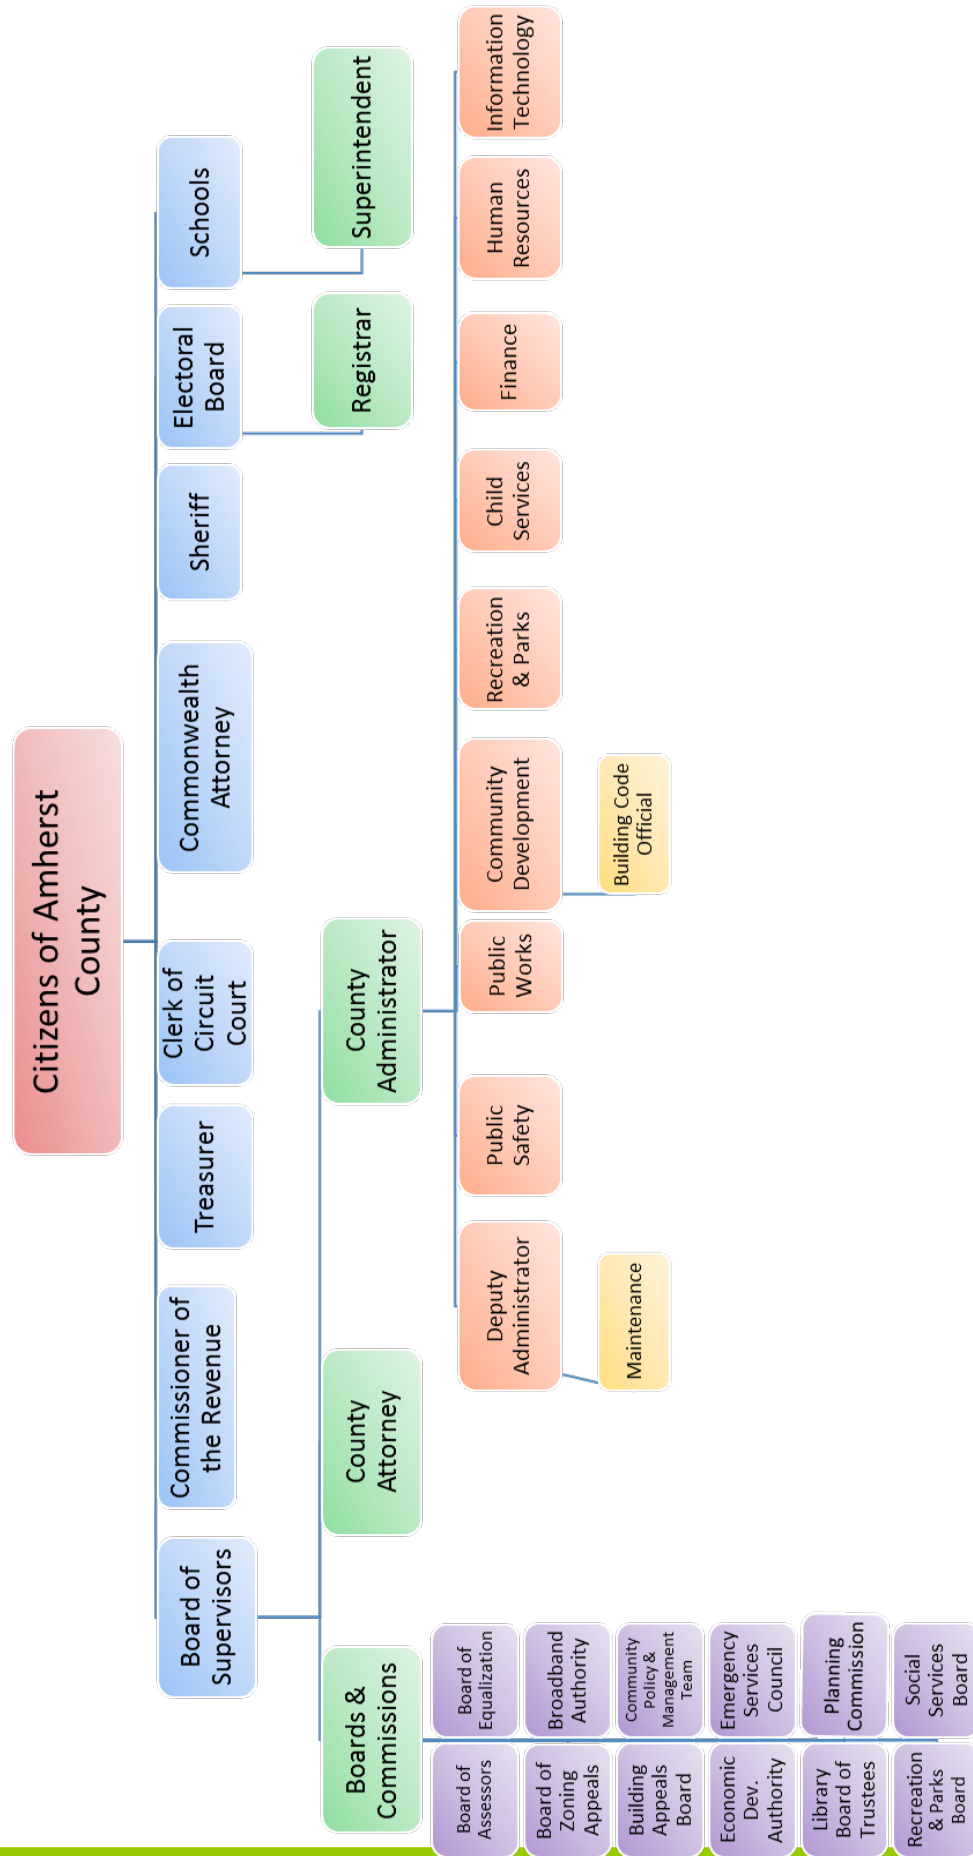 Citizens of Amherst
County
Board of
Supervisors
Commissioner of
the Revenue
Treasurer
Clerk of
Circuit
Court
Commonwealth
Attorney
Sheriff
Electoral
Board
Schools
Boards &
Commissions
County
Attorney
County
Administrator
Registrar
Superintendent
Deputy
Administrator
Public
Safety
Public
Works
Community
Development
Recreation
& Parks
Child
Services
Finance
Human
Resources
Information
Technology
Maintenance
Building Code
Official
Board of
Assessors
Board of
Equalization
Board of
Zoning
Appeals
Broadband
Authority
Building
Appeals
Board
Community
Policy &
Management
Team
Economic
Dev.
Authority
Emergency
Services
Council
Library
Board of
Trustees
Planning
Commission
Recreation
& Parks
Board
Social
Services
Board